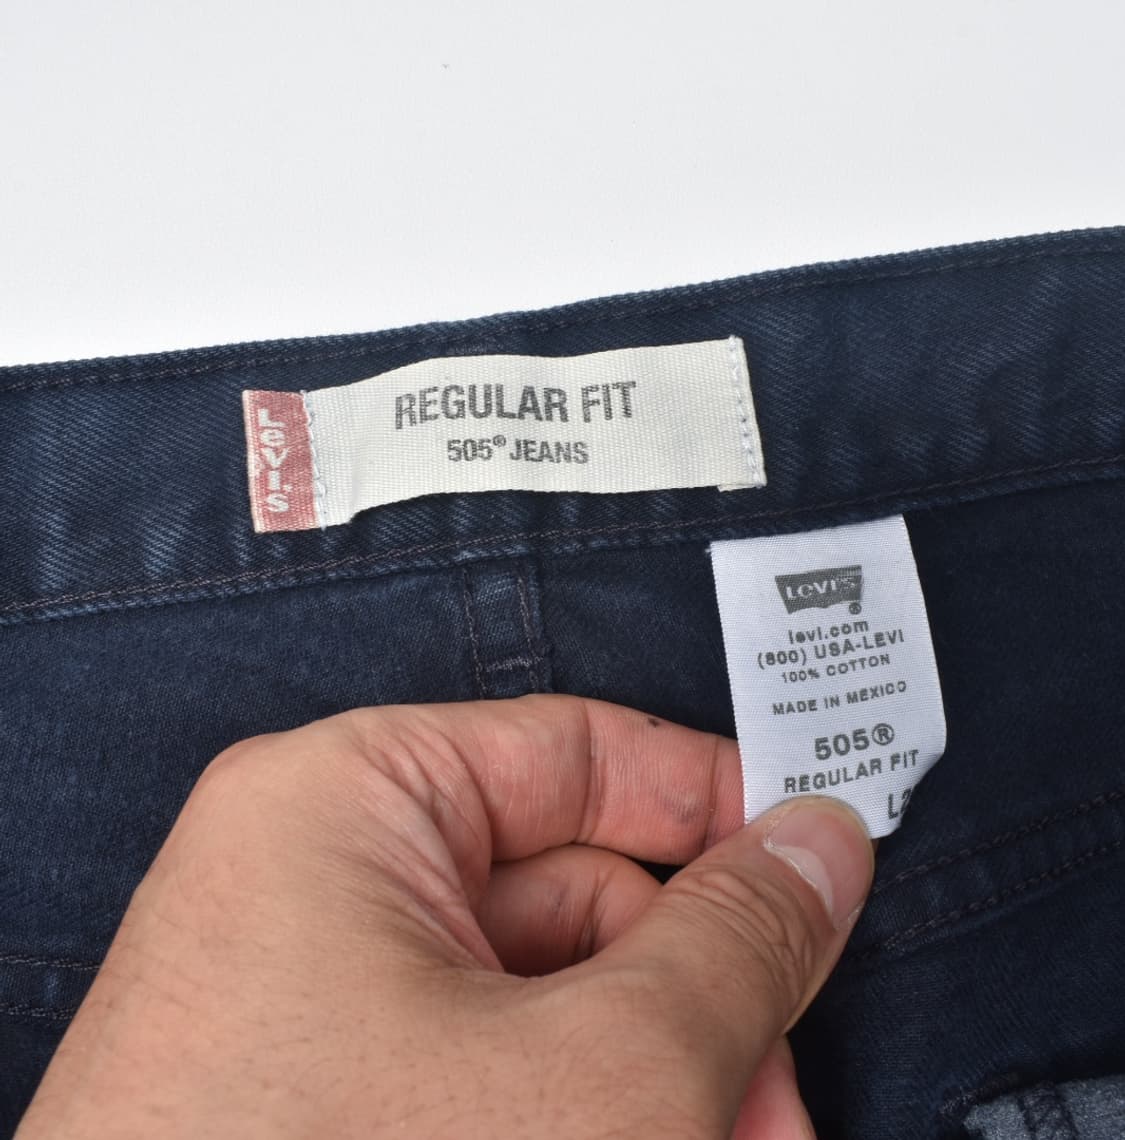 LEVI'S
REGULAR FIT
505® JEANS
LEVI'S
®
levi.com
(800) USA-LEVI
100% COTTON
MADE IN MEXICO
505®
REGULAR FIT